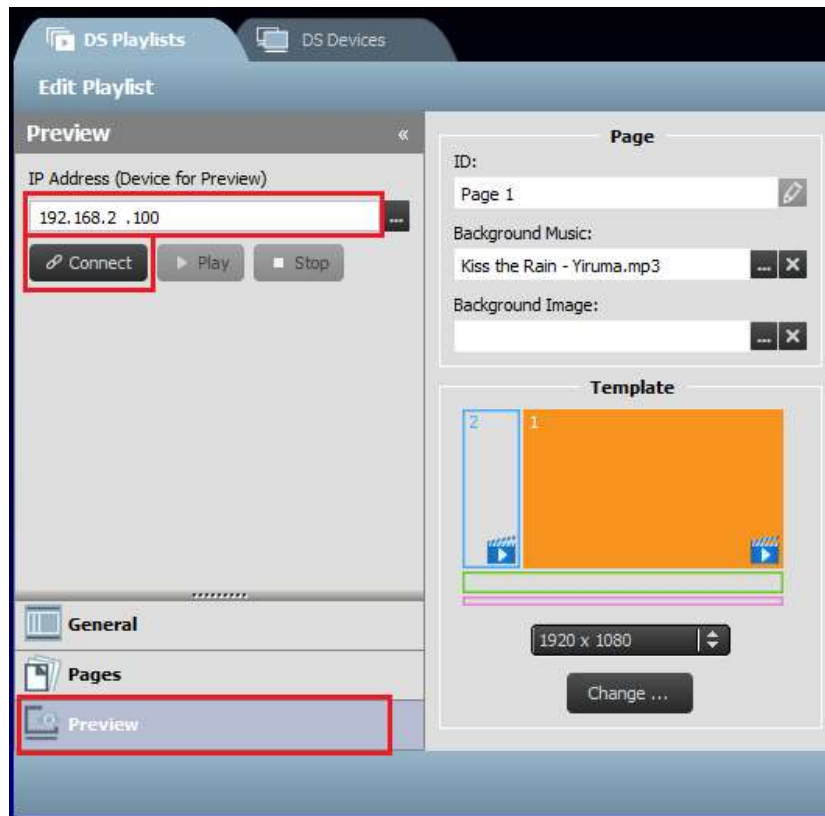 DS Playlists
DS Devices
Edit Playlist
Preview
«
IP Address (Device for Preview)
192.168.2 .100
...
Connect
Play
Stop
General
Pages
Preview
Page
ID:
Page 1
Background Music:
Kiss the Rain - Yiruma.mp3
...
Background Image:
...
Template
2
1
1920 x 1080
Change ...